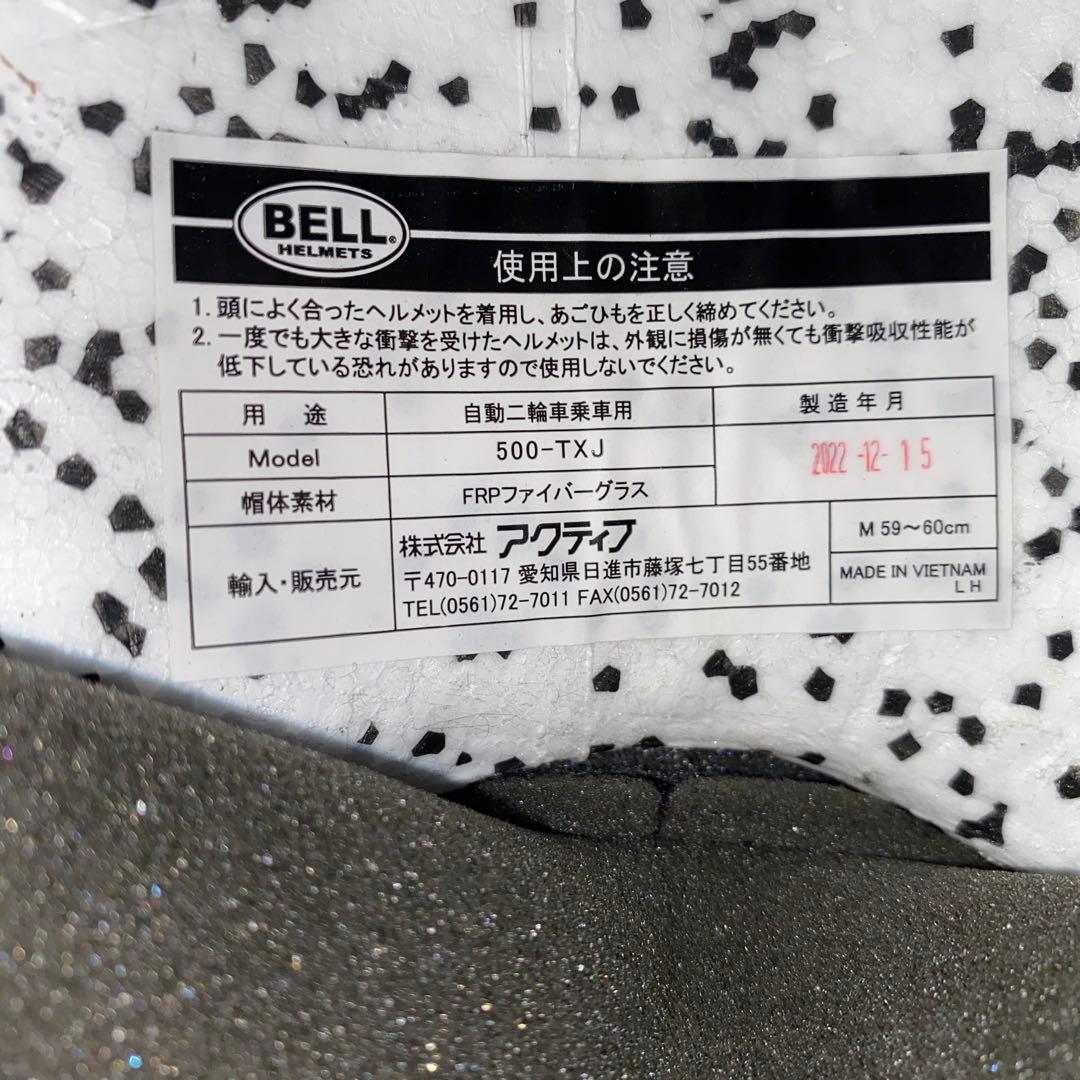 BELL®
HELMETS
使用上の注意
1. 頭によく合ったヘルメットを着用し、あごひもを正しく締めてください。
2. 一度でも大きな衝撃を受けたヘルメットは、外観に損傷が無くても衝撃吸収性能が
低下している恐れがありますので使用しないでください。
用 途 自動二輪車乗車用 製造年月
Model 500-TXJ 2022-12-15
帽体素材 FRPファイバーグラス
輸入・販売元 株式会社 アクティブ M 59～60cm
〒470-0117 愛知県日進市藤塚七丁目55番地 MADE IN VIETNAM
TEL(0561)72-7011 FAX(0561)72-7012 LH